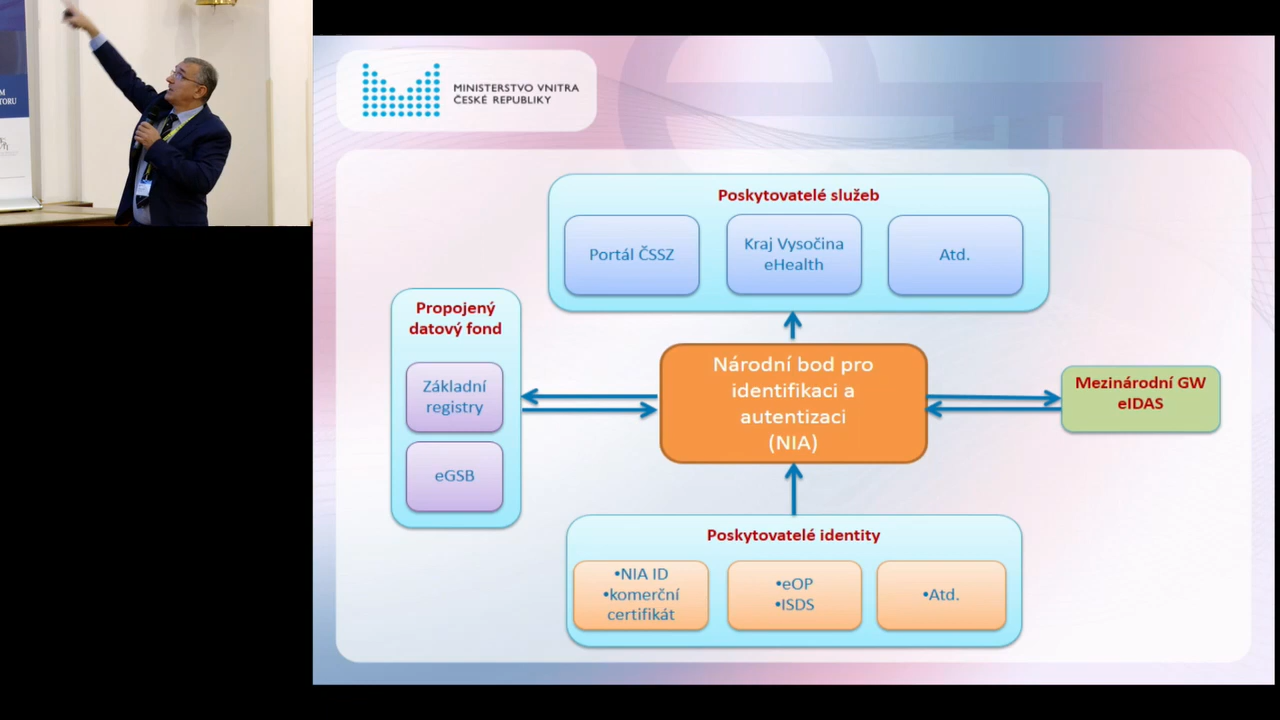 MINISTERSTVO VNITRA
ČESKÉ REPUBLIKY
Poskytovatelé služeb
Portál ČSSZ
Kraj Vysočina
eHealth
Atd.
Propojený
datový fond
Základní
registry
eGSB
Národní bod pro
identifikaci a
autentizaci
(NIA)
Mezinárodní GW
eIDAS
Poskytovatelé identity
•NIA ID
•komerční
certifikát
•eOP
•ISDS
•Atd.